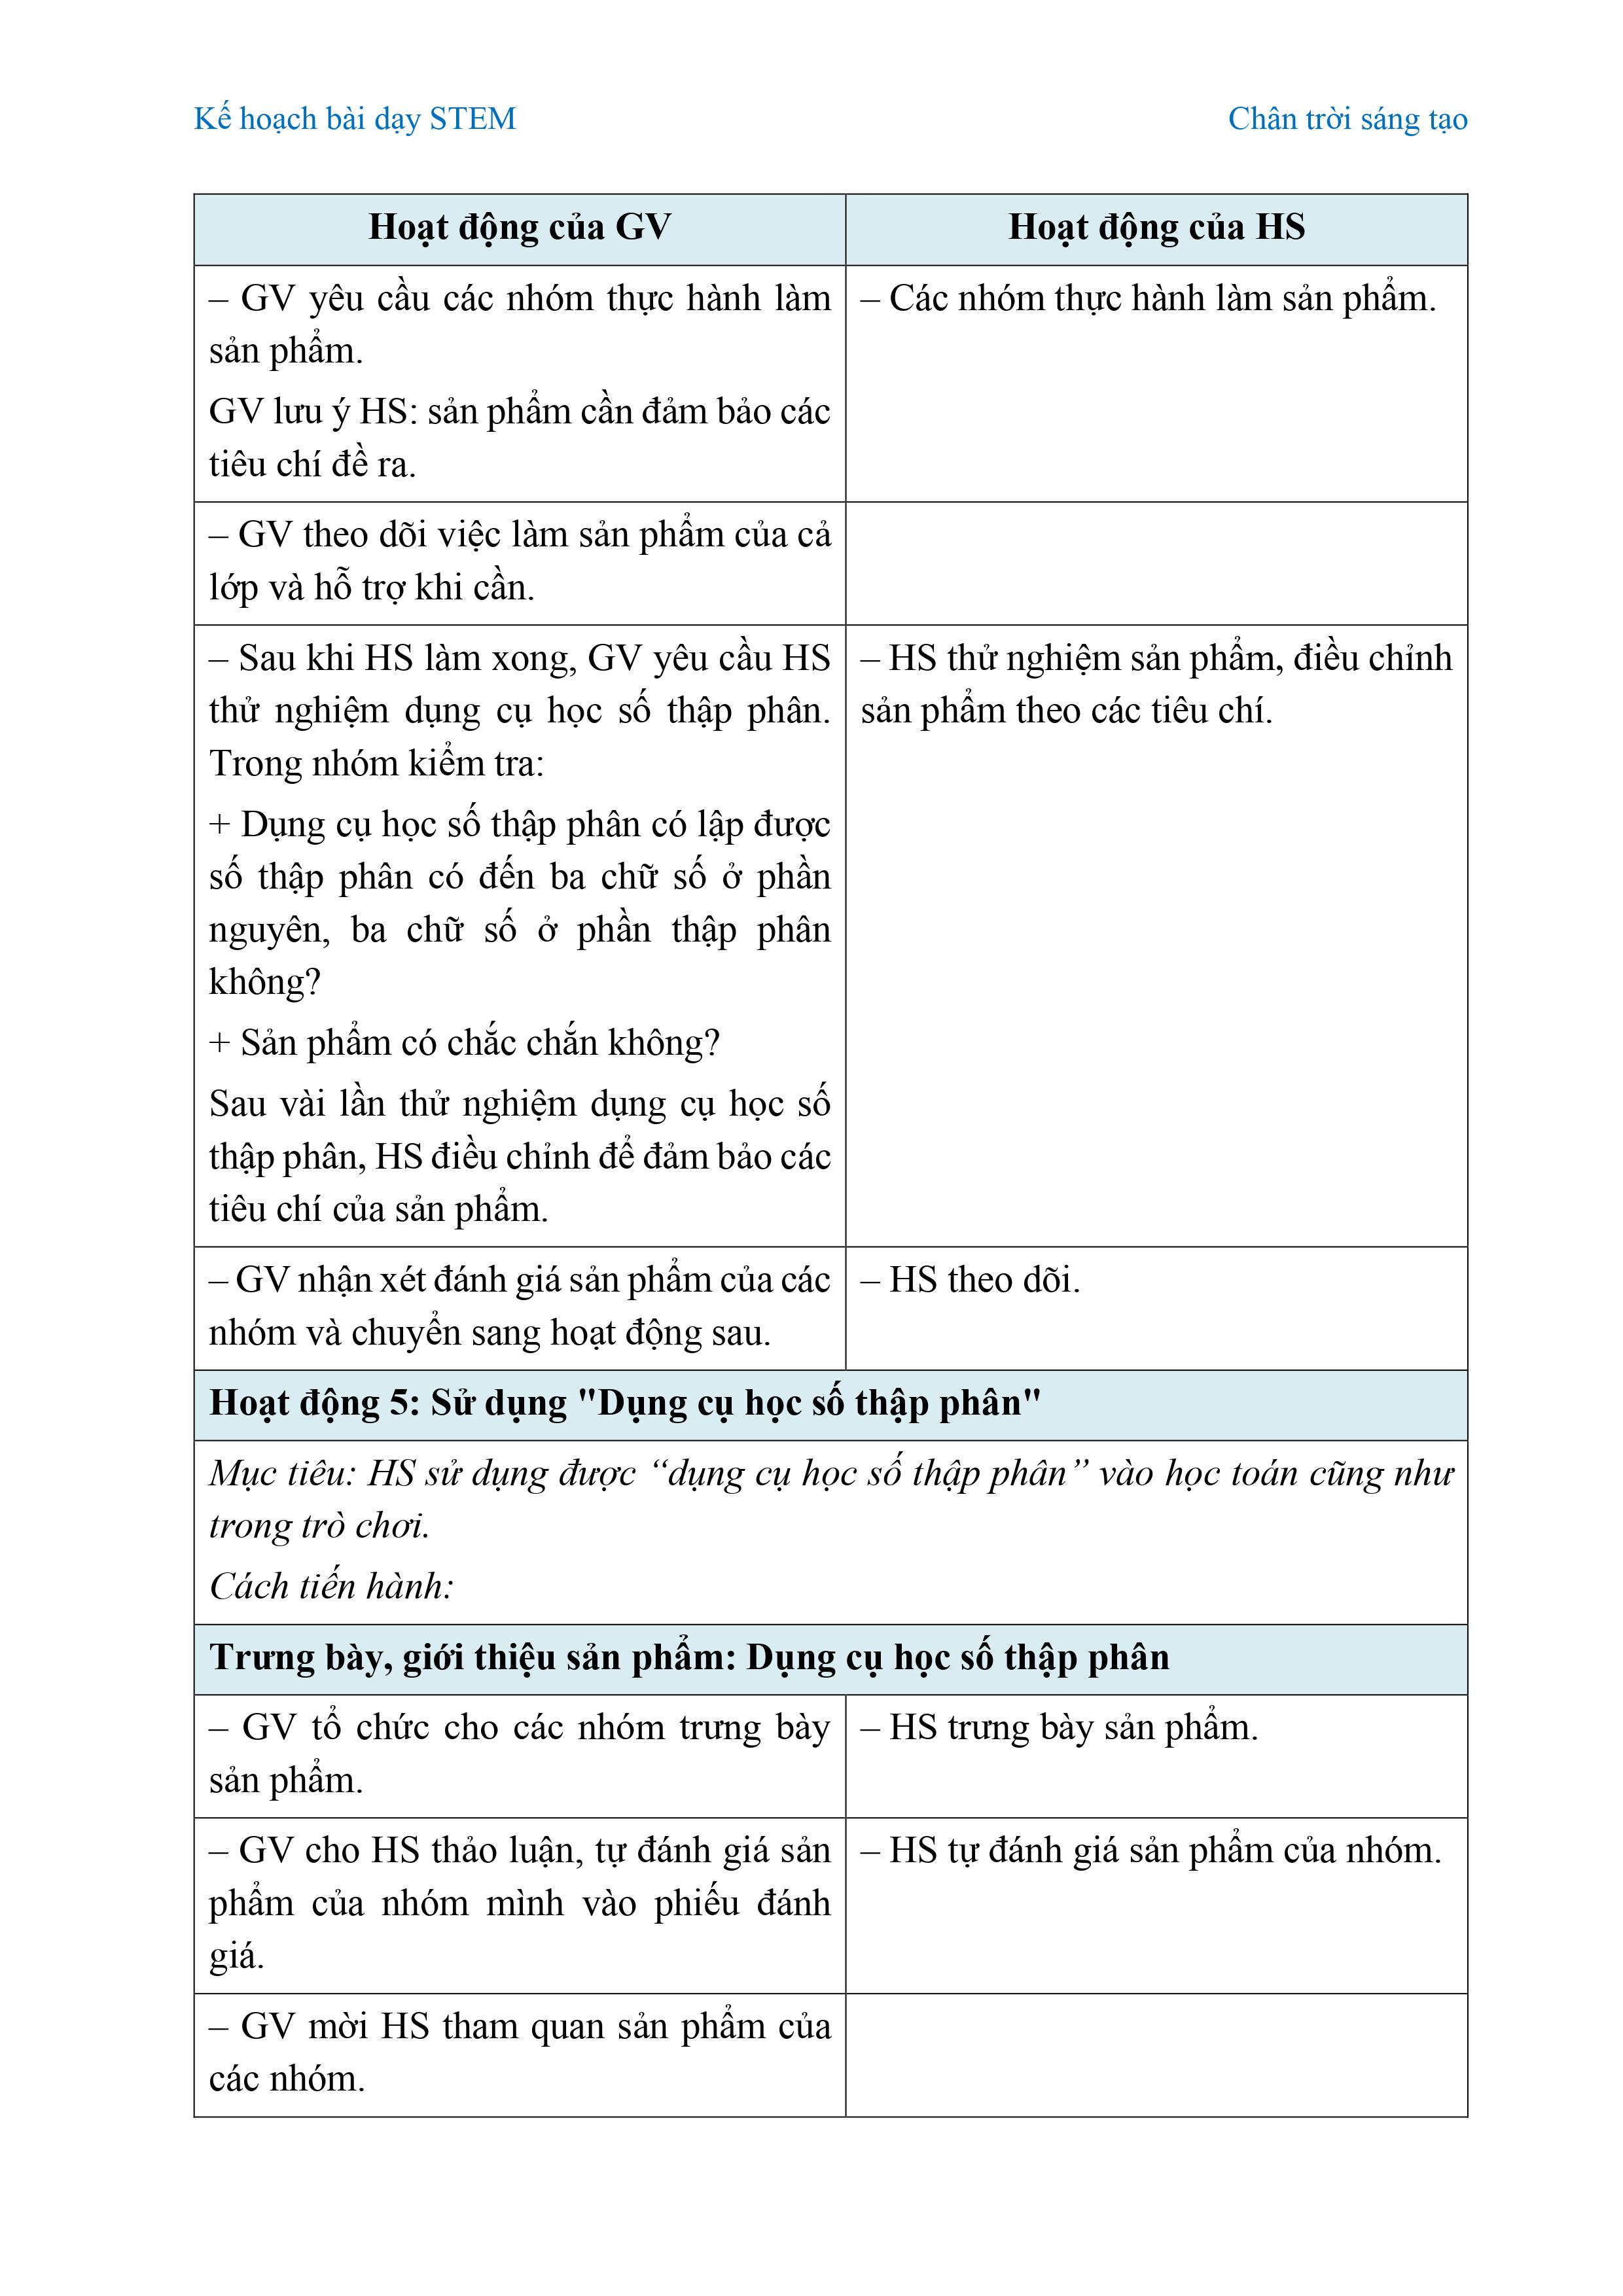 Kế hoạch bài dạy STEM
Chân trời sáng tạo
Hoạt động của GV
Hoạt động của HS
– GV yêu cầu các nhóm thực hành làm
sản phẩm.
GV lưu ý HS: sản phẩm cần đảm bảo các
tiêu chí đề ra.
– Các nhóm thực hành làm sản phẩm.
– GV theo dõi việc làm sản phẩm của cả
lớp và hỗ trợ khi cần.
– Sau khi HS làm xong, GV yêu cầu HS
thử nghiệm dụng cụ học số thập phân.
Trong nhóm kiểm tra:
+ Dụng cụ học số thập phân có lập được
số thập phân có đến ba chữ số ở phần
nguyên, ba chữ số ở phần thập phân
không?
+ Sản phẩm có chắc chắn không?
Sau vài lần thử nghiệm dụng cụ học số
thập phân, HS điều chỉnh để đảm bảo các
tiêu chí của sản phẩm.
– HS thử nghiệm sản phẩm, điều chỉnh
sản phẩm theo các tiêu chí.
– GV nhận xét đánh giá sản phẩm của các
nhóm và chuyển sang hoạt động sau.
– HS theo dõi.
Hoạt động 5: Sử dụng "Dụng cụ học số thập phân"
Mục tiêu: HS sử dụng được “dụng cụ học số thập phân” vào học toán cũng như
trong trò chơi.
Cách tiến hành:
Trưng bày, giới thiệu sản phẩm: Dụng cụ học số thập phân
– GV tổ chức cho các nhóm trưng bày
sản phẩm.
– HS trưng bày sản phẩm.
– GV cho HS thảo luận, tự đánh giá sản
phẩm của nhóm mình vào phiếu đánh
giá.
– HS tự đánh giá sản phẩm của nhóm.
– GV mời HS tham quan sản phẩm của
các nhóm.